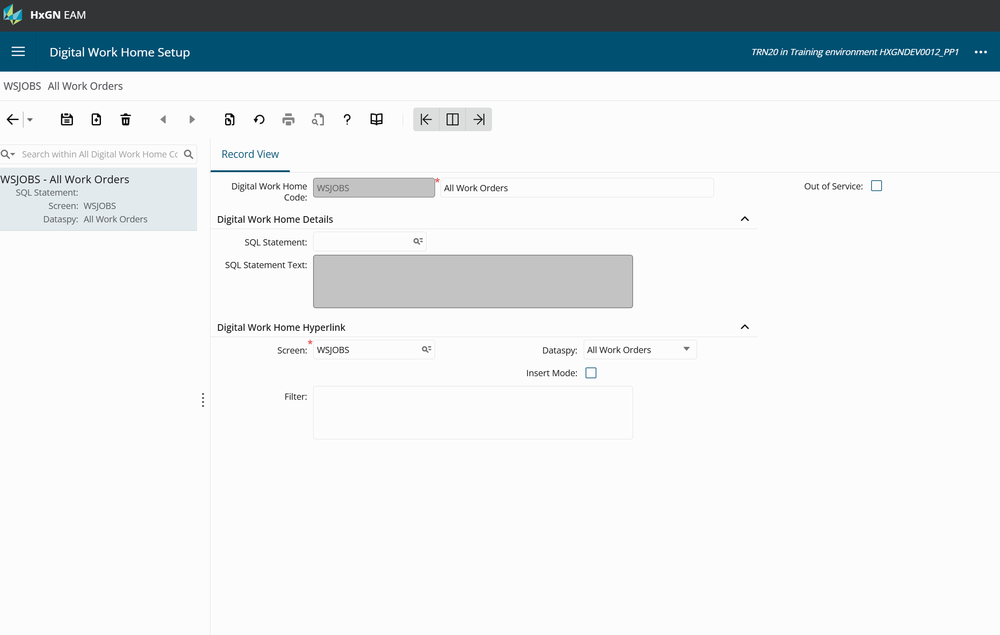 HxGN EAM
Digital Work Home Setup
TRN20 in Training environment HXGNDEV0012_PP1
WSJOBS All Work Orders
Search within All Digital Work Home Cc
WSJOBS - All Work Orders
SQL Statement:
Screen: WSJOBS
Dataspy: All Work Orders
Record View
Digital Work Home
Code:
WSJOBS
*
All Work Orders
Out of Service:
Digital Work Home Details
SQL Statement:
SQL Statement Text:
Digital Work Home Hyperlink
Screen: * WSJOBS
Dataspy: All Work Orders
Insert Mode:
Filter: